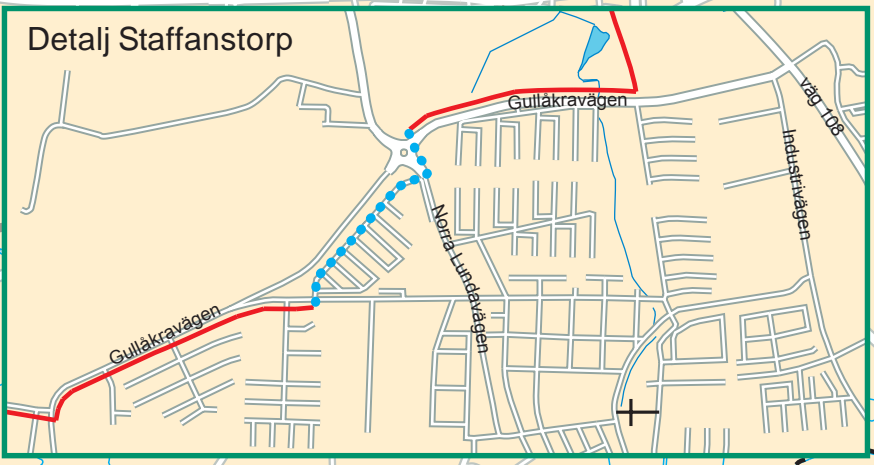 Detalj Staffanstorp
Gullåkravägen
väg 108
Industrivägen
Norra Lundavägen
Gullåkravägen